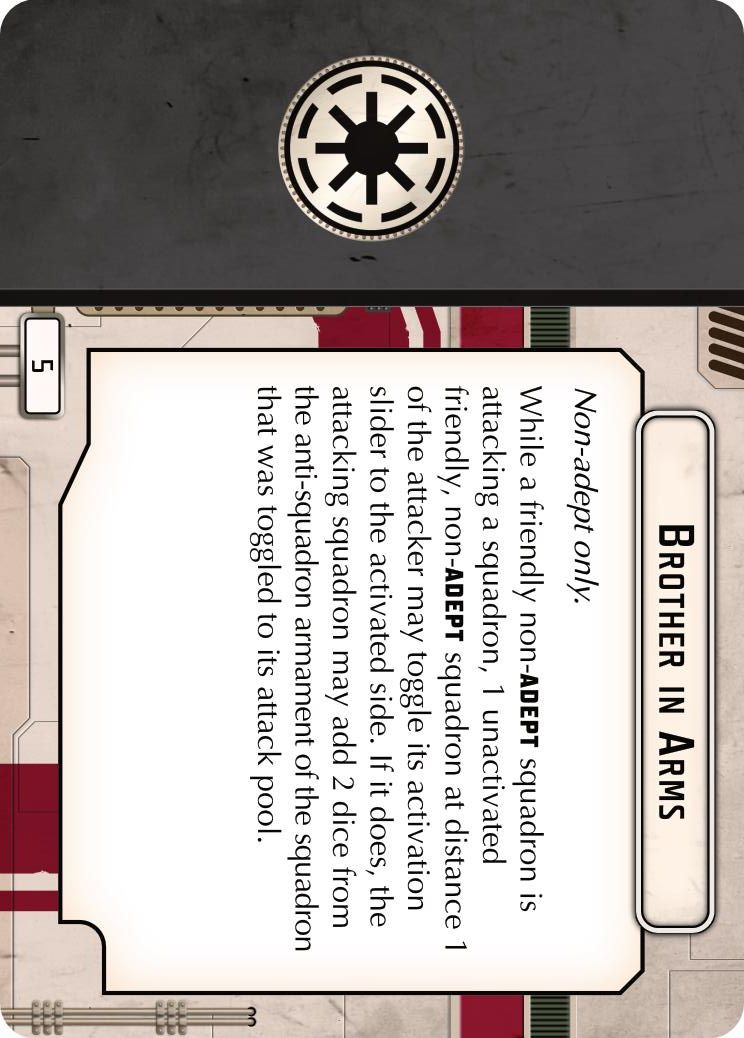 BROTHER IN ARMS
Non-adept only.
While a friendly non-ADEPT squadron is
attacking a squadron, 1 unactivated
friendly, non-ADEPT squadron at distance 1
of the attacker may toggle its activation
slider to the activated side. If it does, the
attacking squadron may add 2 dice from
the anti-squadron armament of the squadron
that was toggled to its attack pool.
5